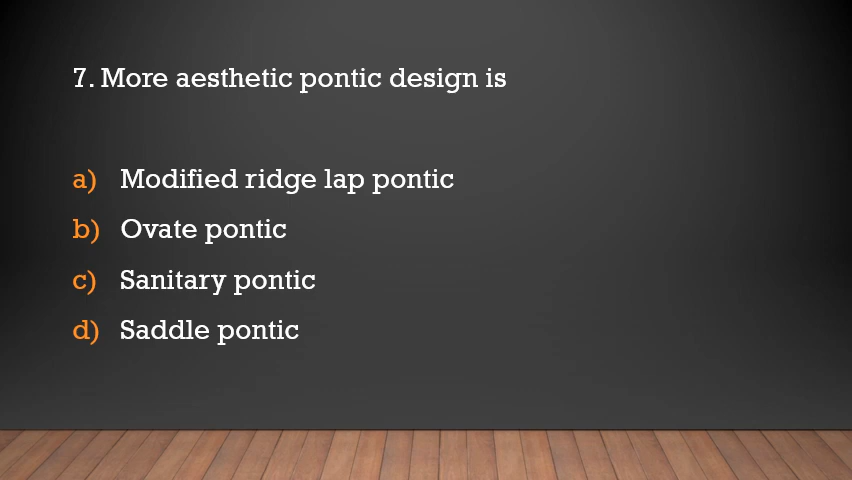 7. More aesthetic pontic design is
a) Modified ridge lap pontic
b) Ovate pontic
c) Sanitary pontic
d) Saddle pontic